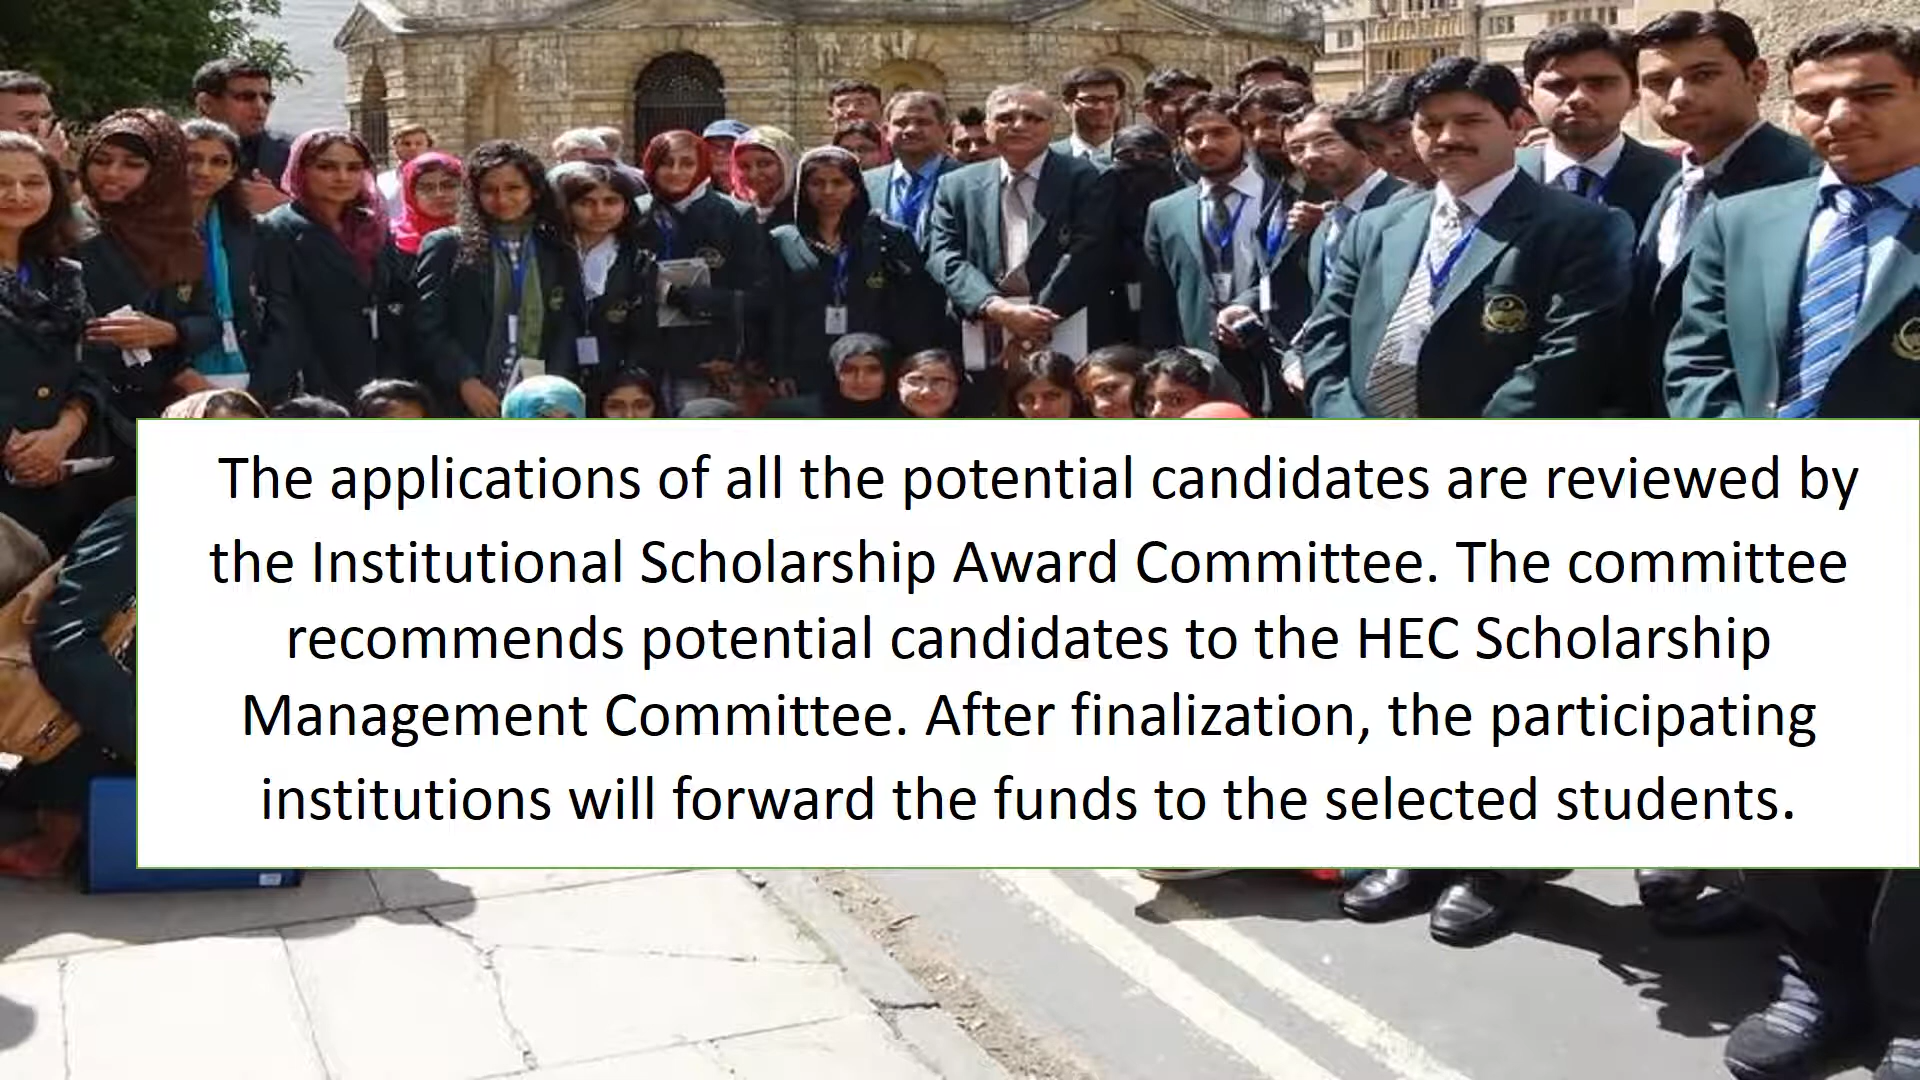 The applications of all the potential candidates are reviewed by
the Institutional Scholarship Award Committee. The committee
recommends potential candidates to the HEC Scholarship
Management Committee. After finalization, the participating
institutions will forward the funds to the selected students.